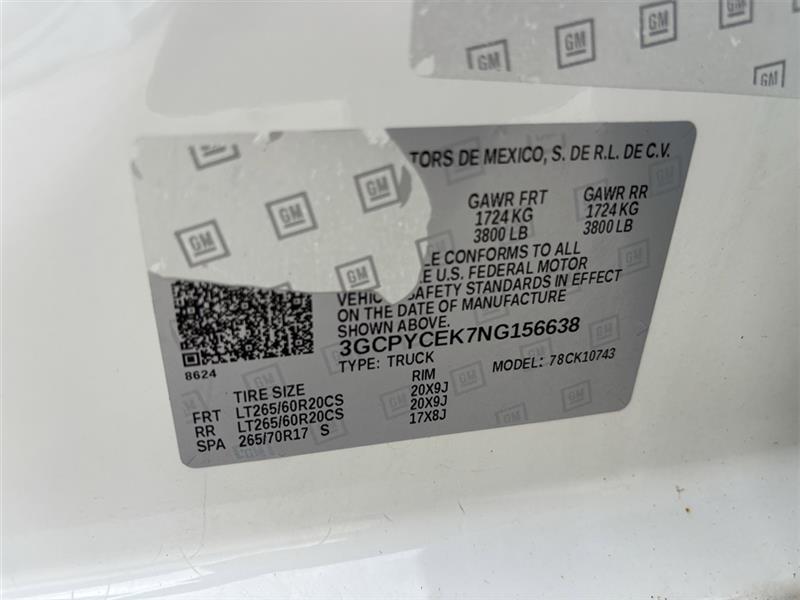 GM GM GM GM GM
TORS DE MEXICO, S. DE R.L. DE C.V.
GAWR FRT GAWR RR
1724 KG 1724 KG
3800 LB 3800 LB
LE CONFORMS TO ALL
LE U.S. FEDERAL MOTOR
VEHIC SAFETY STANDARDS IN EFFECT
ON THE DATE OF MANUFACTURE
SHOWN ABOVE.
3GCPYCEK7NG156638
TYPE: TRUCK MODEL: 78CK10743
8624
TIRE SIZE RIM
FRT LT265/60R20CS 20X9J
RR LT265/60R20CS 20X9J
SPA 265/70R17 S 17X8J